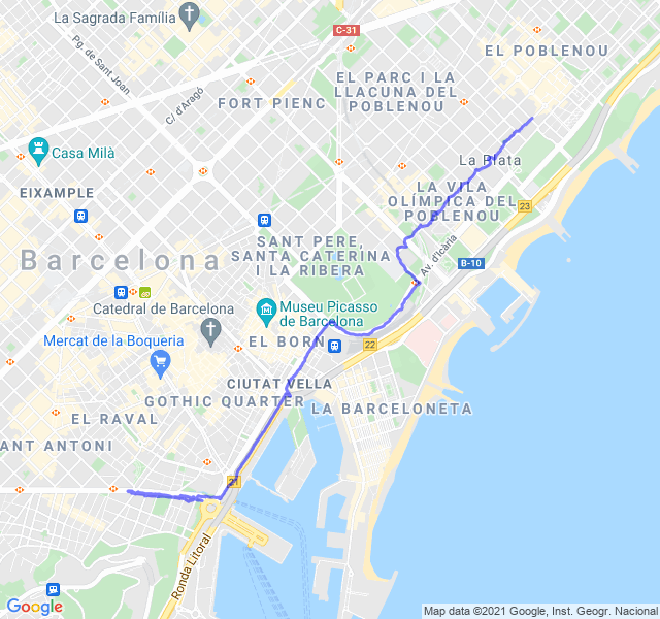 La Sagrada Família
C-31
EL POBLENOU
Pg. de Sant Joan
EL PARC I LA
LLACUNA DEL
POBLENOU
C/ d'Aragó
FORT PIENC
Casa Milà
La Plata
EIXAMPLE
LA VILA
OLÍMPICA DEL
POBLENOU
23
SANT PERE,
SANTA CATERINA
I LA RIBERA
Av. d'Icària
Barcelona
B-10
Catedral de Barcelona
Museu Picasso
de Barcelona
Mercat de la Boqueria
EL BORN
22
CIUTAT VELLA
GOTHIC QUARTER
LA BARCELONETA
EL RAVAL
ANT ANTONI
21
Ronda Litoral
Google
Map data ©2021 Google, Inst. Geogr. Nacional